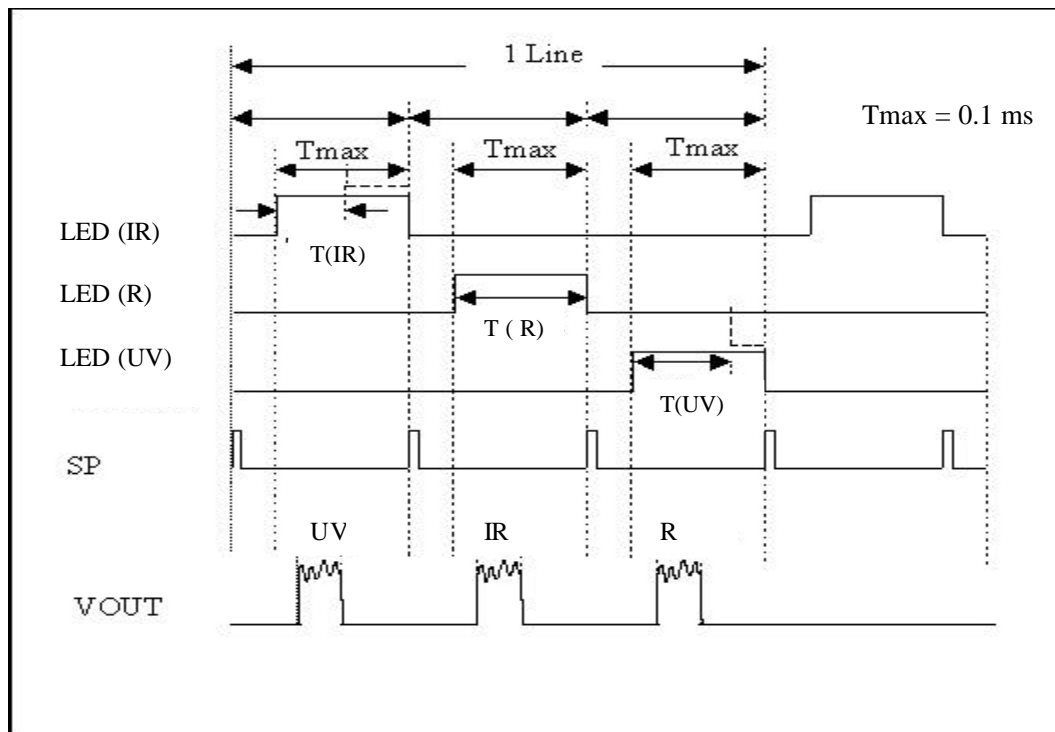 1 Line
Tmax = 0.1 ms
Tmax Tmax Tmax
LED (IR)
T(IR)
LED (R)
T ( R)
LED (UV)
T(UV)
SP
UV IR R
VOUT